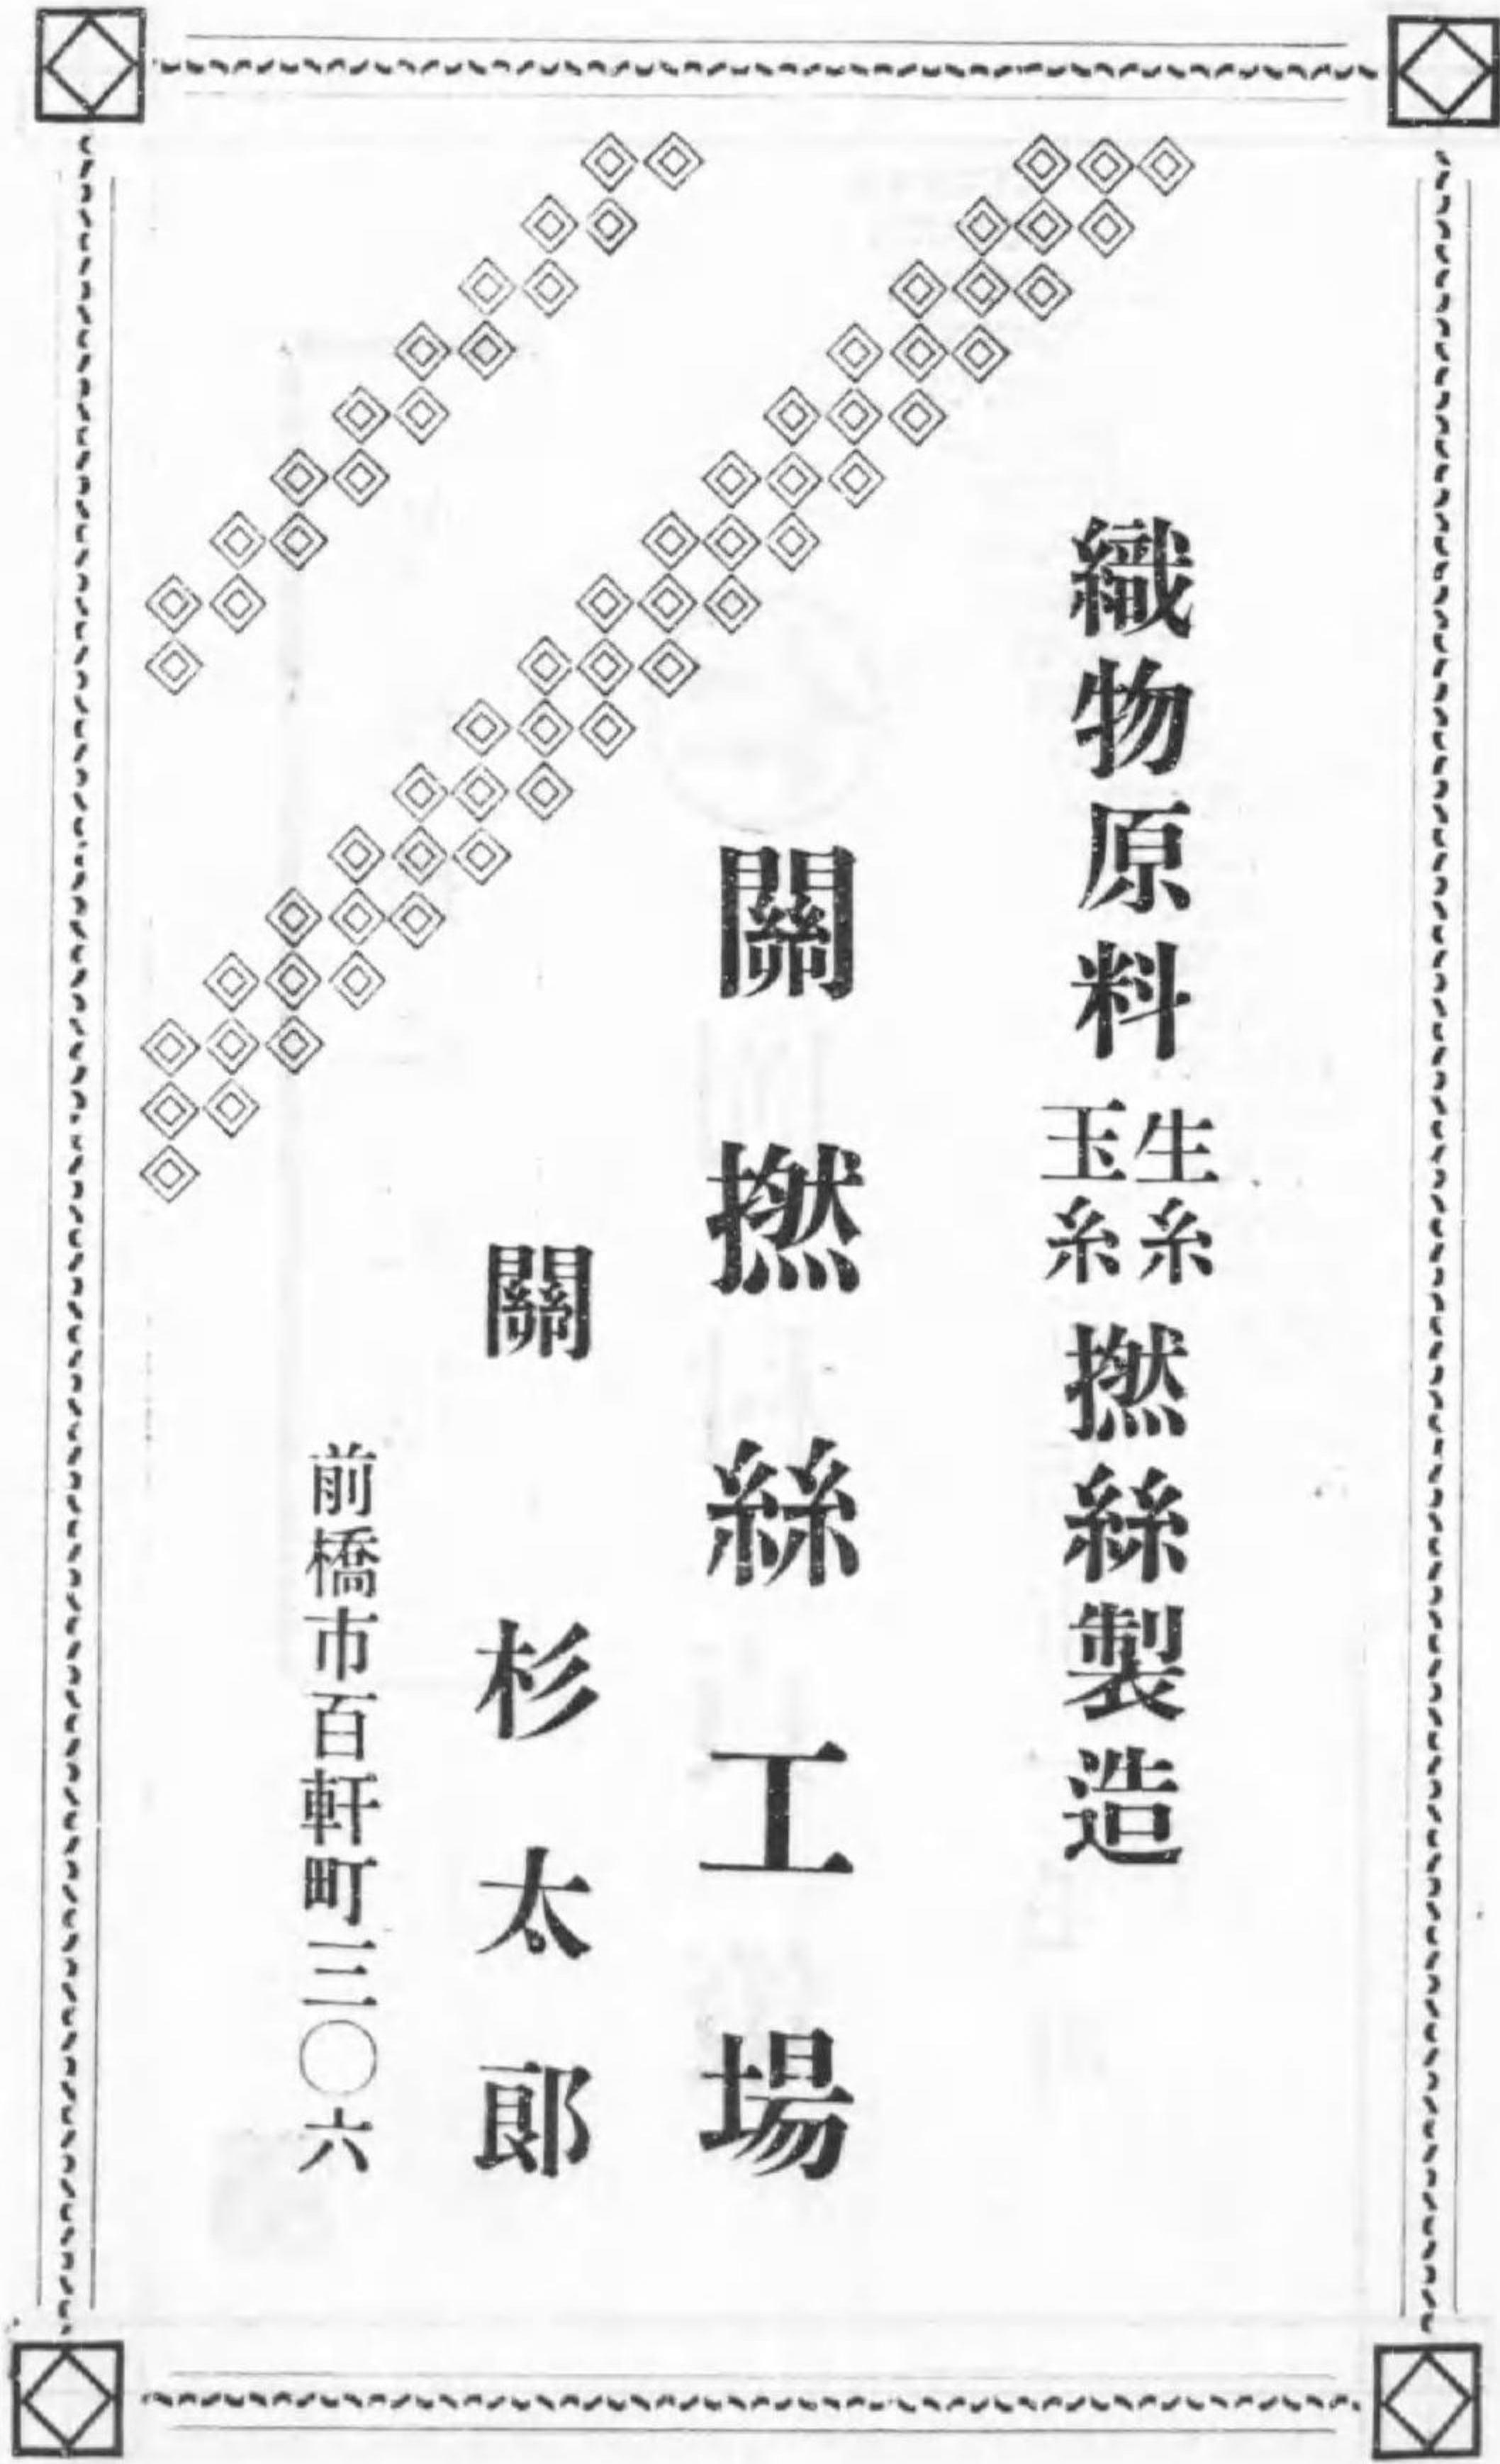 織物原料生糸玉糸撚絲製造
關撚絲工場
關杉太郎
前橋市百軒町三〇六